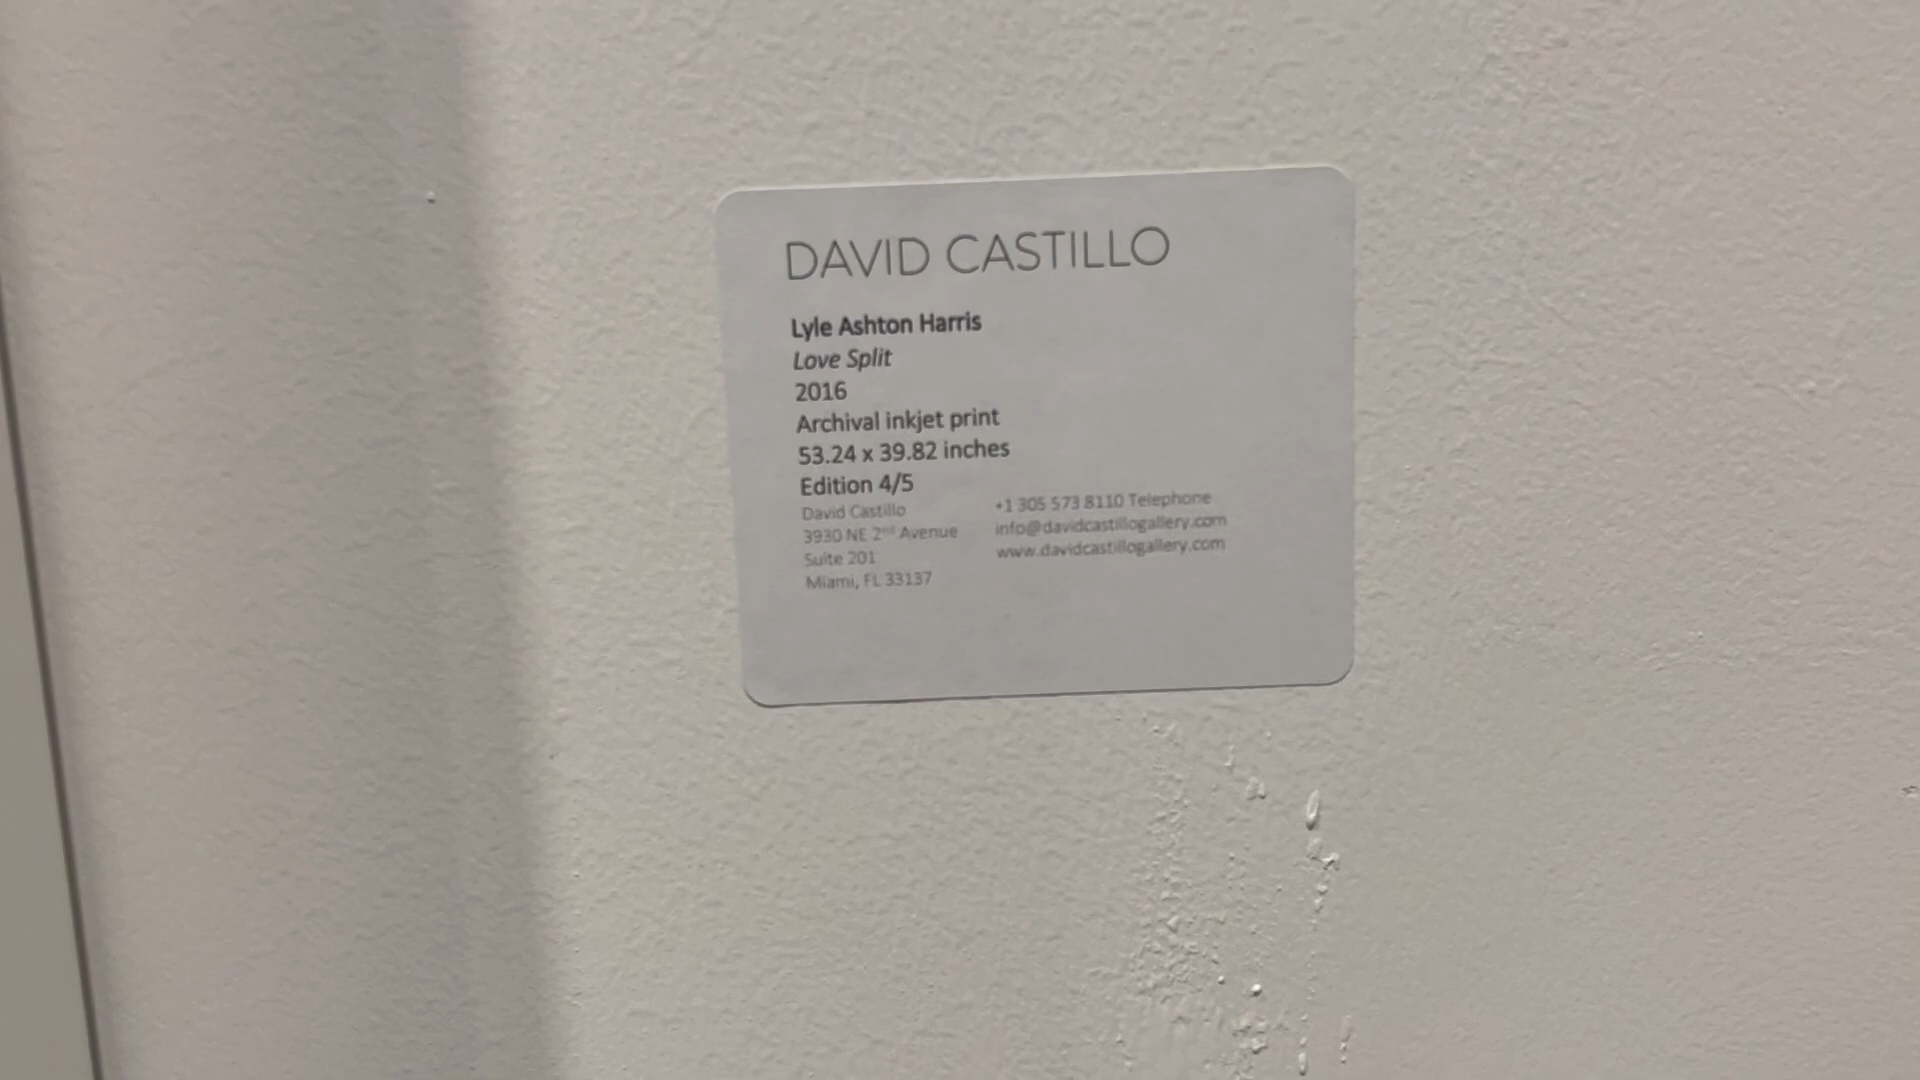 DAVID CASTILLO
Lyle Ashton Harris
Love Split
2016
Archival inkjet print
53.24 x 39.82 inches
Edition 4/5
David Castillo
3930 NE 2nd Avenue
Suite 201
Miami, FL 33137
+1 305 573 8110 Telephone
info@davidcastillogallery.com
www.davidcastillogallery.com